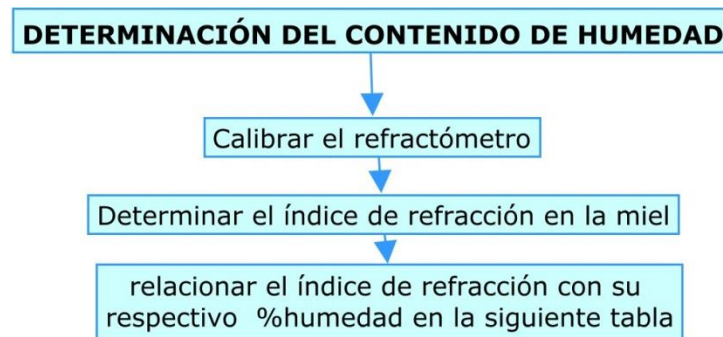 DETERMINACIÓN DEL CONTENIDO DE HUMEDAD
Calibrar el refractómetro
Determinar el índice de refracción en la miel
relacionar el índice de refracción con su
respectivo %humedad en la siguiente tabla